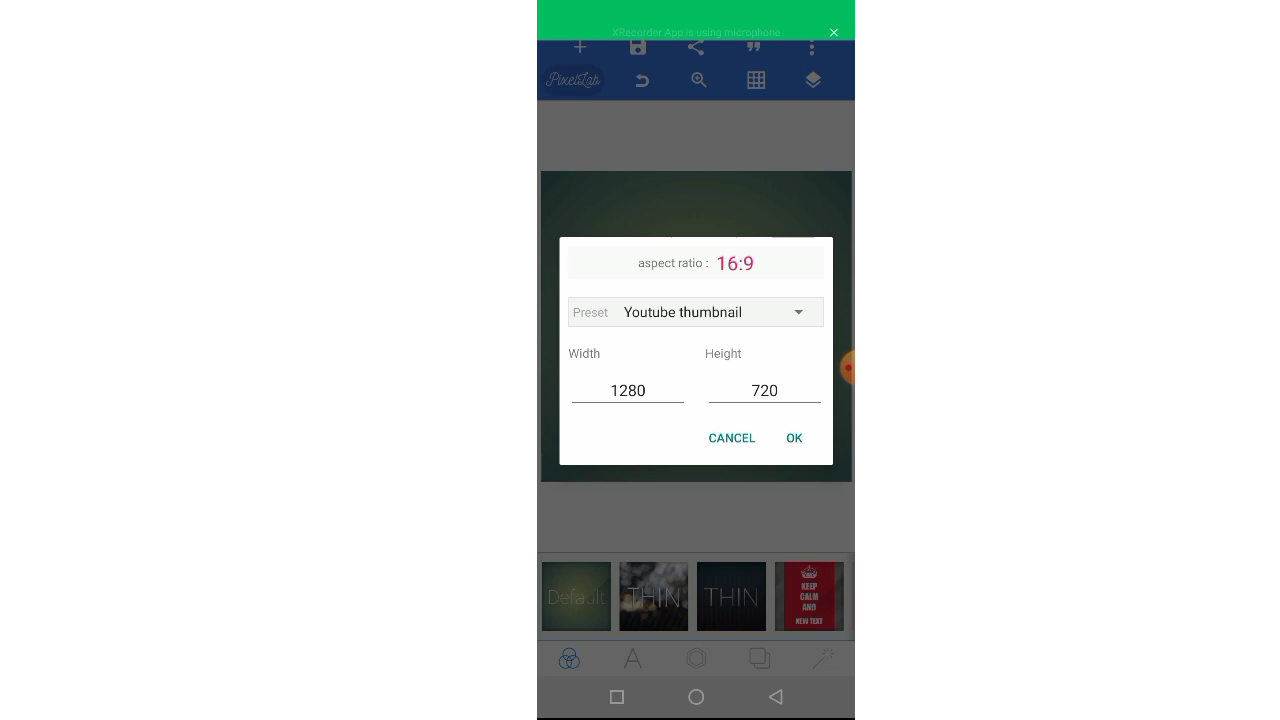 XRecorder App is using microphone
PixelLab
aspect ratio : 16:9
Preset Youtube thumbnail
Width Height
1280 720
CANCEL OK
Default THIN THIN KEEP
CALM
AND
NEW TEXT
A